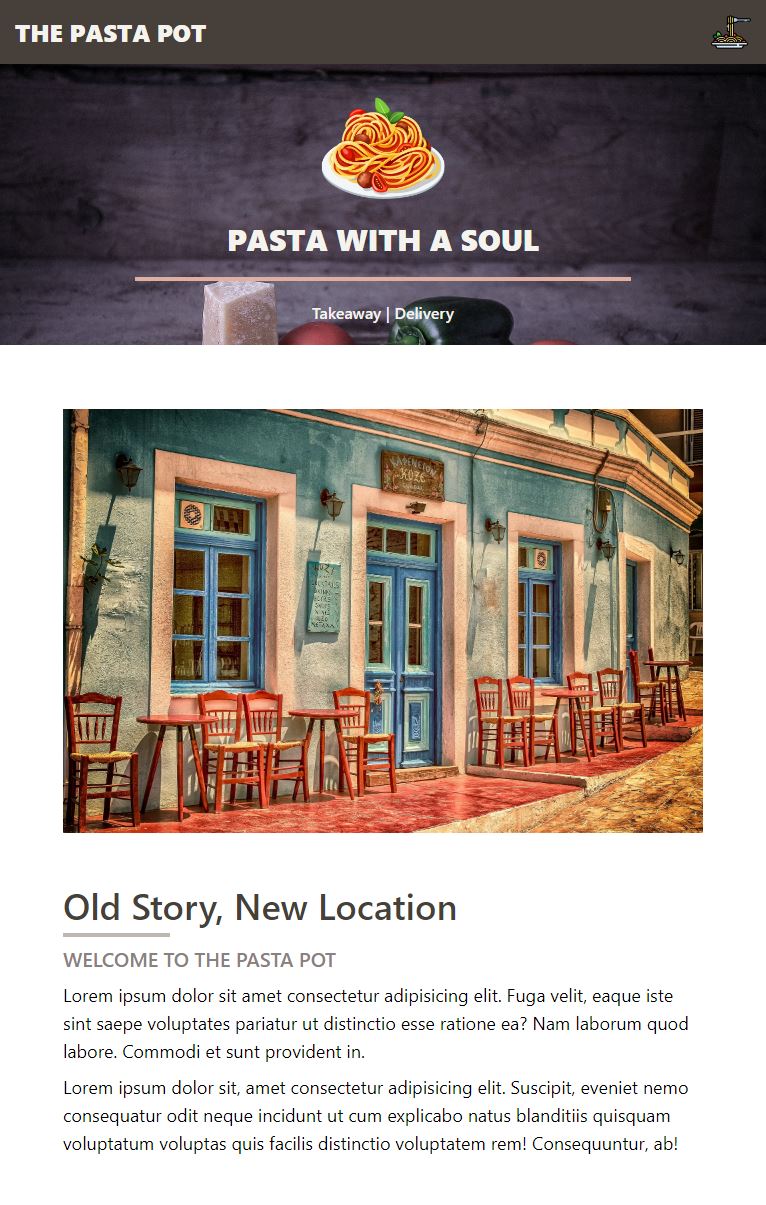 THE PASTA POT
PASTA WITH A SOUL
Takeaway | Delivery
ΚΑΦΕΝΕΙΟΝ
ΚΟΖΕ
Old Story, New Location
WELCOME TO THE PASTA POT
Lorem ipsum dolor sit amet consectetur adipisicing elit. Fuga velit, eaque iste
sint saepe voluptates pariatur ut distinctio esse ratione ea? Nam laborum quod
labore. Commodi et sunt provident in.
Lorem ipsum dolor sit, amet consectetur adipisicing elit. Suscipit, eveniet nemo
consequatur odit neque incidunt ut cum explicabo natus blanditiis quisquam
voluptatum voluptas quis facilis distinctio voluptatem rem! Consequuntur, ab!